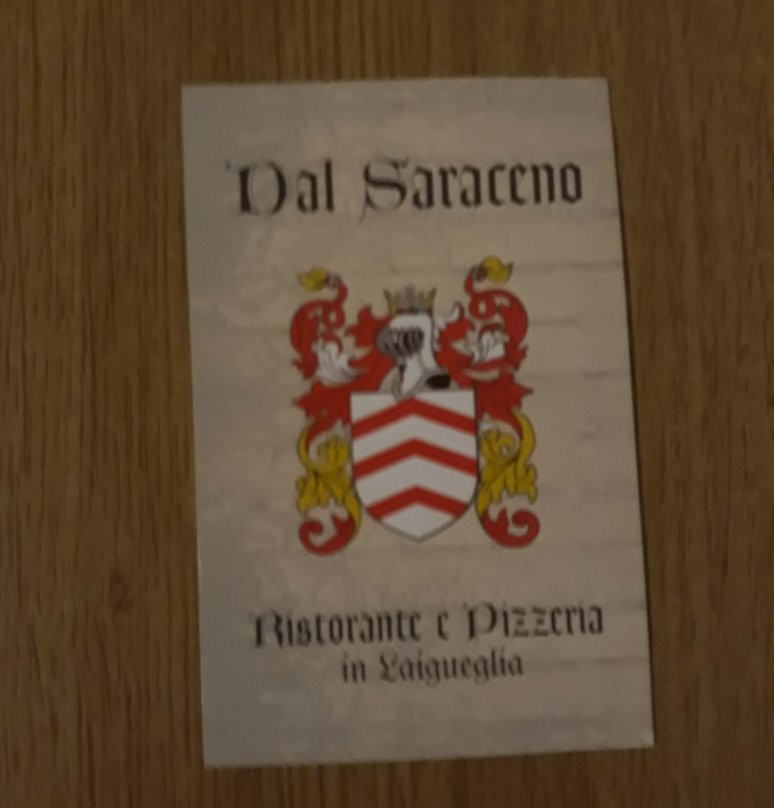 Dal Saraceno
Ristorante e Pizzeria
in Laigueglia